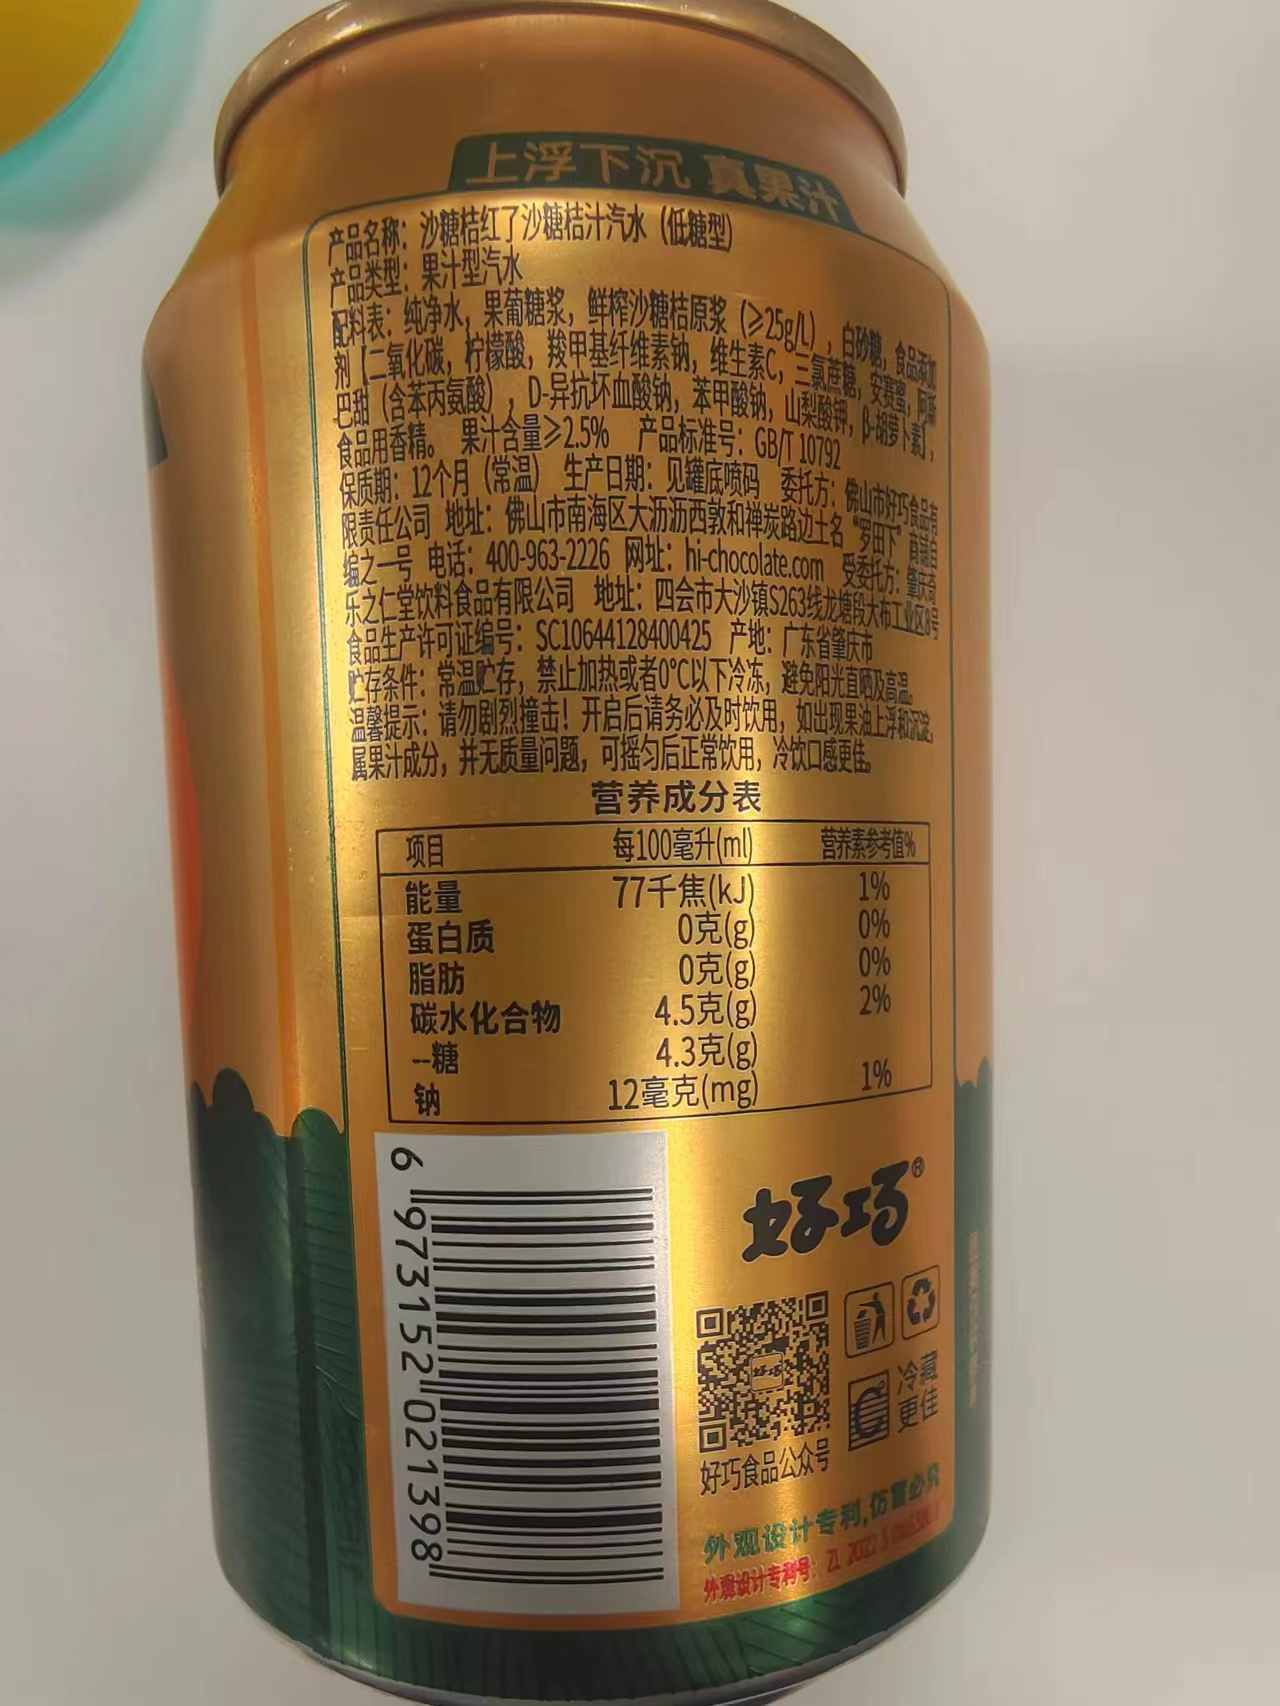 上浮下沉 真果汁
产品名称：沙糖桔红了沙糖桔汁汽水（低糖型）
产品类型：果汁型汽水
配料表：纯净水，果葡糖浆，鲜榨沙糖桔原浆（≥25g/L），白砂糖，食品添加
剂【二氧化碳，柠檬酸，羧甲基纤维素钠，维生素C，三氯蔗糖，安赛蜜，阿斯
巴甜（含苯丙氨酸），D-异抗坏血酸钠，苯甲酸钠，山梨酸钾，β-胡萝卜素】，
食品用香精。 果汁含量≥2.5% 产品标准号：GB/T 10792
保质期：12个月（常温） 生产日期：见罐底喷码 委托方：佛山市好巧食品有
限责任公司 地址：佛山市南海区大沥沥西敦和禅炭路边土名“罗田下”商铺自
编之一号 电话：400-963-2226 网址：hi-chocolate.com 受委托方：肇庆奇
乐之仁堂饮料食品有限公司 地址：四会市大沙镇S263线龙塘段大布工业区8号
食品生产许可证编号：SC10644128400425 产地：广东省肇庆市
贮存条件：常温贮存，禁止加热或者0°C以下冷冻，避免阳光直晒及高温。
温馨提示：请勿剧烈撞击！开启后请务必及时饮用，如出现果油上浮和沉淀，
属果汁成分，并无质量问题，可摇匀后正常饮用，冷饮口感更佳。
营养成分表
项目 每100毫升(ml) 营养素参考值%
能量 77千焦(kJ) 1%
蛋白质 0克(g) 0%
脂肪 0克(g) 0%
碳水化合物 4.5克(g) 2%
--糖 4.3克(g)
钠 12毫克(mg) 1%
6 973152 021398
好巧®
好巧
冷藏
更佳
好巧食品公众号
外观设计专利，仿冒必究
外观设计专利号：ZL 2022